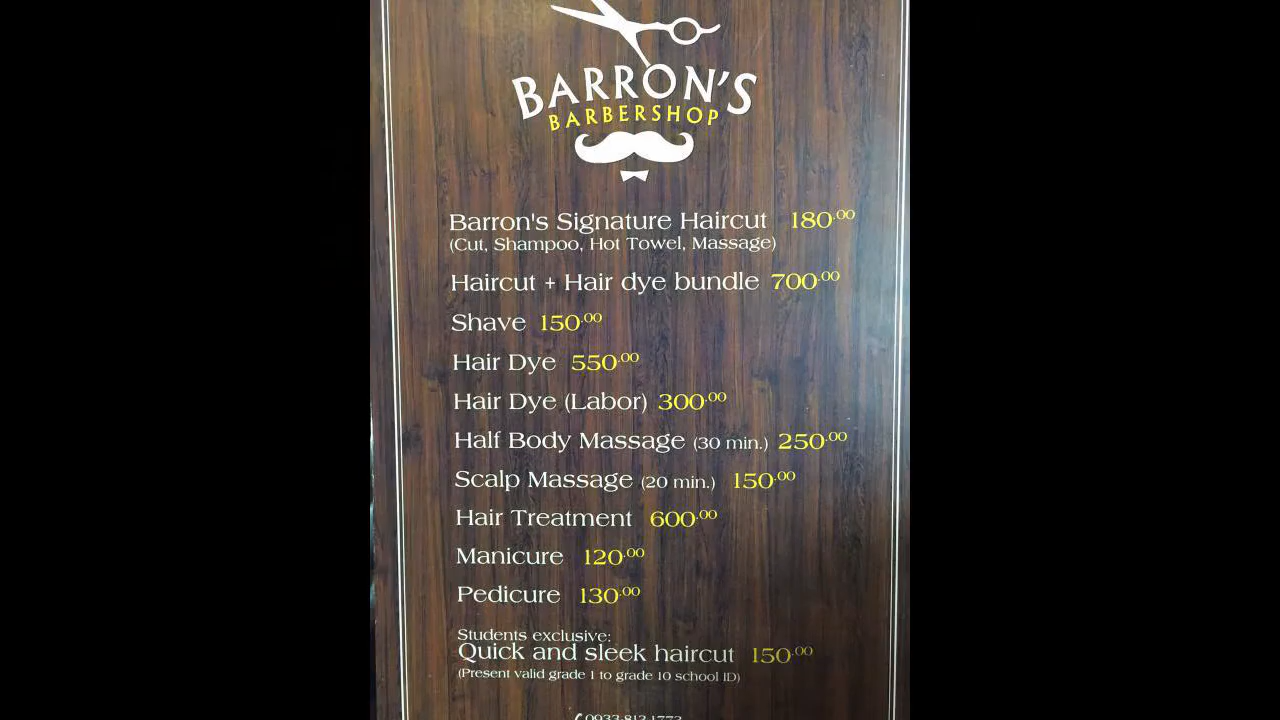 BARRON'S
BARBERSHOP
Barron's Signature Haircut 180.00
(Cut, Shampoo, Hot Towel, Massage)
Haircut + Hair dye bundle 700.00
Shave 150.00
Hair Dye 550.00
Hair Dye (Labor) 300.00
Half Body Massage (30 min.) 250.00
Scalp Massage (20 min.) 150.00
Hair Treatment 600.00
Manicure 120.00
Pedicure 130.00
Students exclusive:
Quick and sleek haircut 150.00
(Present valid grade 1 to grade 10 school ID)